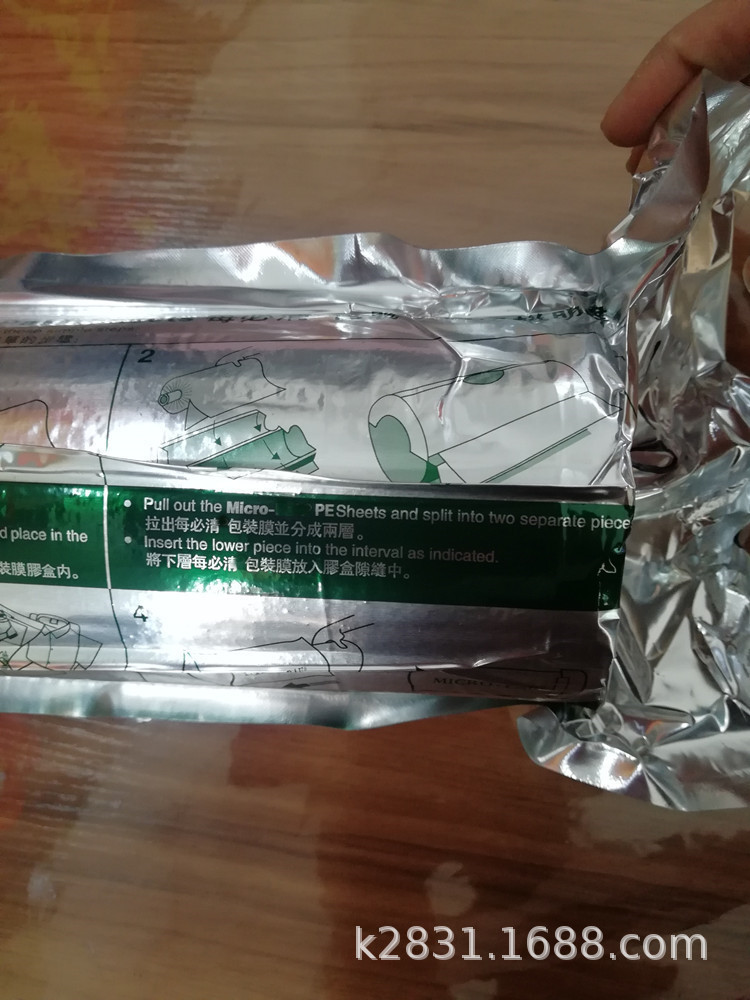 2
d place in the
裝膜膠盒內。
• Pull out the Micro- PE Sheets and split into two separate piece
拉出每必清 包裝膜並分成兩層。
• Insert the lower piece into the interval as indicated.
將下層每必清 包裝膜放入膠盒隙縫中。
4
MICRO
k2831.1688.com